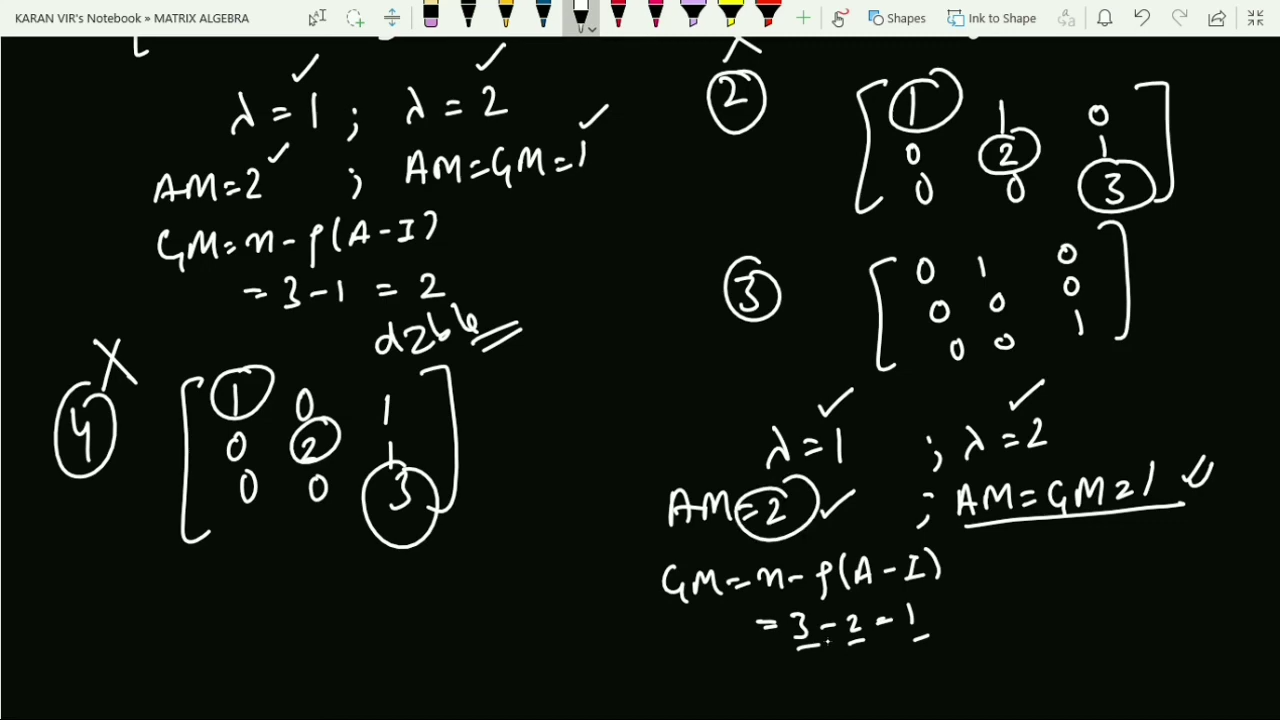 KARAN VIR's Notebook » MATRIX ALGEBRA
Shapes
Ink to Shape
λ = 1 ; λ = 2
AM = 2 ; AM = GM = 1
GM = n - ρ(A - I)
= 3 - 1 = 2
dzble
4
1 0 1
0 2 1
0 0 3
2
1 1 0
0 2 1
0 0 3
3
0 1 0
0 0 0
0 0 1
λ = 1 ; λ = 2
AM = 2 ; AM = GM = 1
GM = n - ρ(A - I)
= 3 - 2 = 1